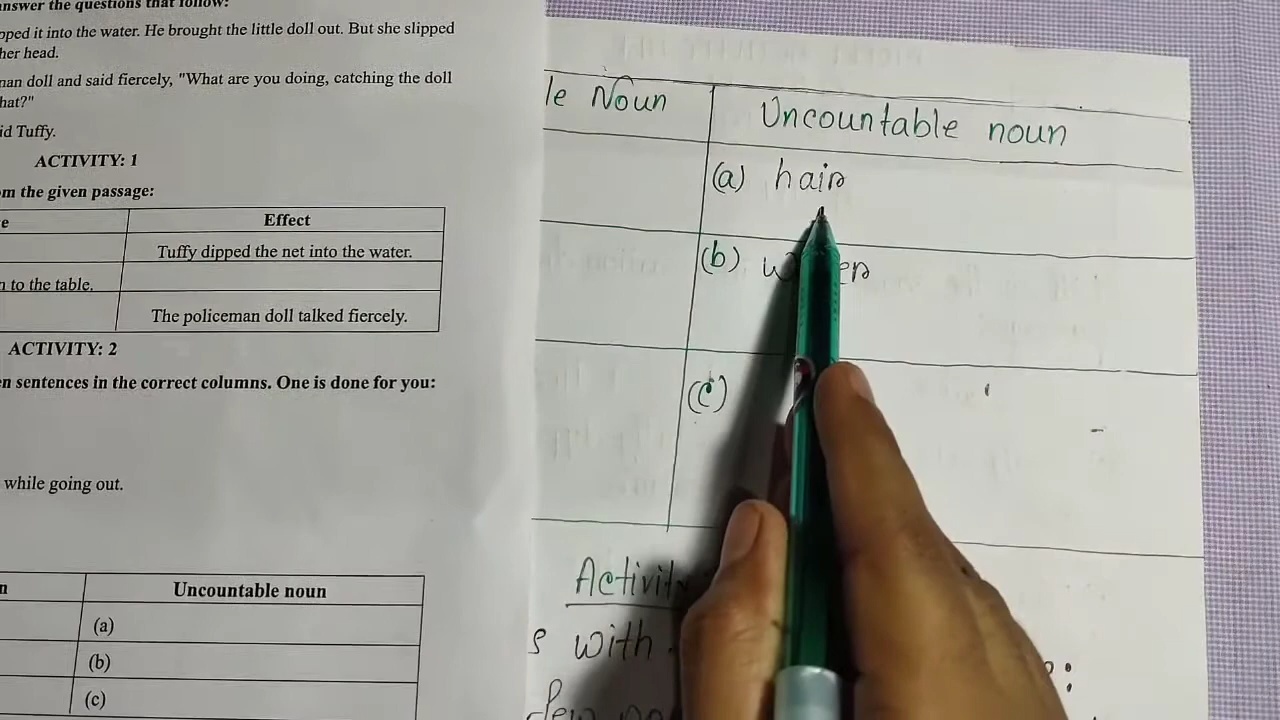 answer the questions that follow:
pped it into the water. He brought the little doll out. But she slipped
her head.
man doll and said fiercely, "What are you doing, catching the doll
hat?"
id Tuffy.
ACTIVITY: 1
om the given passage:
e Effect
Tuffy dipped the net into the water.
n to the table.
The policeman doll talked fiercely.
ACTIVITY: 2
en sentences in the correct columns. One is done for you:
while going out.
n Uncountable noun
(a)
(b)
(c)
le Noun Uncountable noun
(a) hair
(b)
(c)
Activity
s with